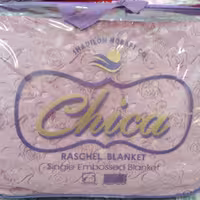 Chica
RASCHEL BLANKET
Single Embossed Blanket